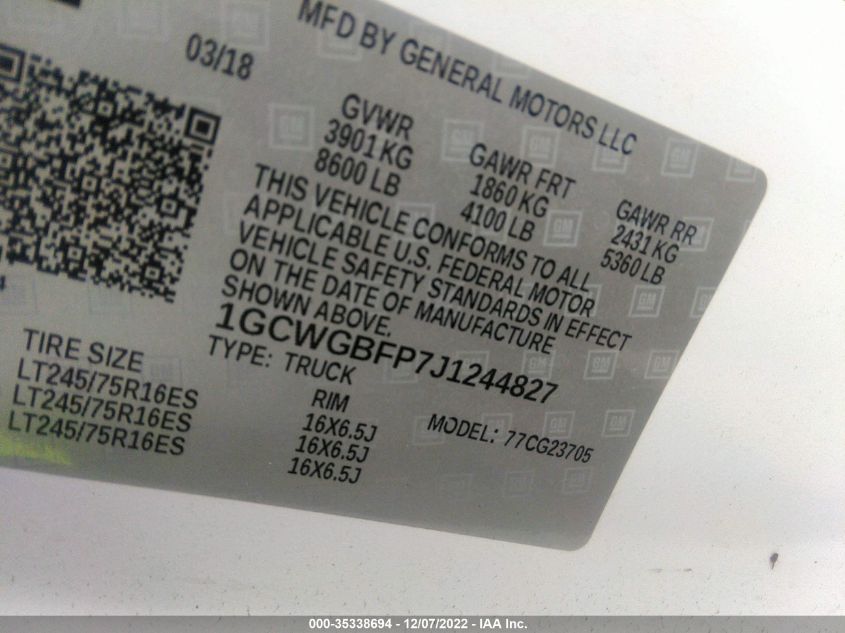 MFD BY GENERAL MOTORS LLC
03/18
GVWR
3901 KG
8600 LB
GAWR FRT
1860 KG
4100 LB
GAWR RR
2431 KG
5360 LB
THIS VEHICLE CONFORMS TO ALL
APPLICABLE U.S. FEDERAL MOTOR
VEHICLE SAFETY STANDARDS IN EFFECT
ON THE DATE OF MANUFACTURE
SHOWN ABOVE.
1GCWGBFP7J1244827
TYPE: TRUCK
MODEL: 77CG23705
TIRE SIZE
LT245/75R16ES
LT245/75R16ES
LT245/75R16ES
RIM
16X6.5J
16X6.5J
16X6.5J
000-35338694 - 12/07/2022 - IAA Inc.